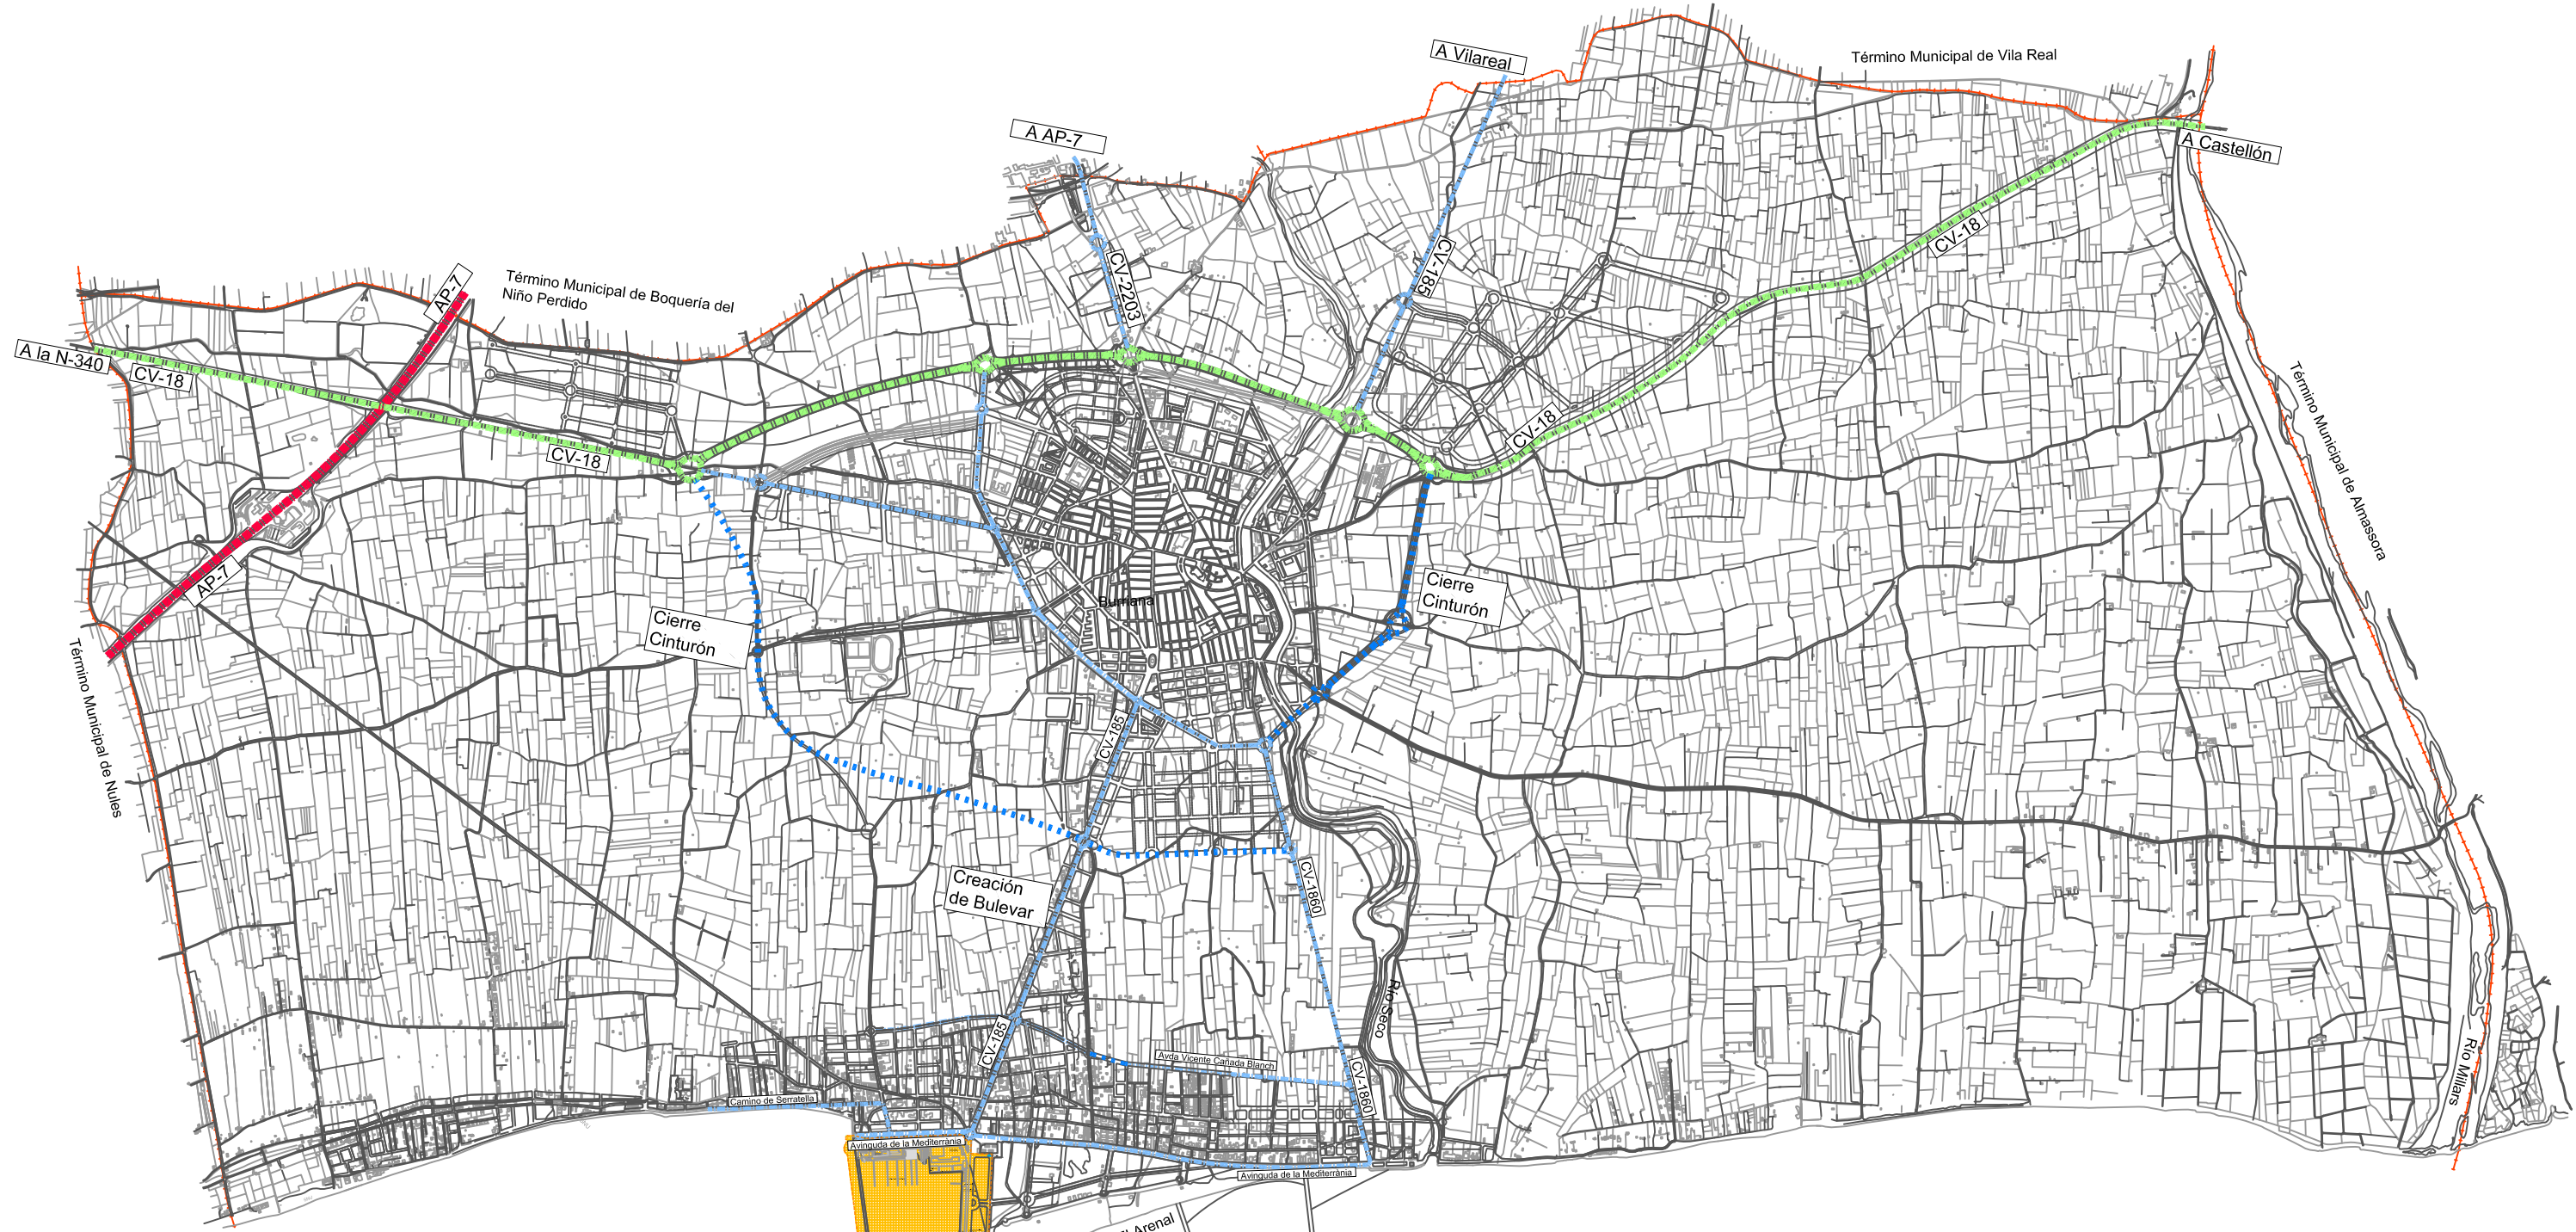 A Vilareal
Término Municipal de Vila Real
A AP-7
A Castellón
CV-18
CV-185
CV-2203
AP-7
Término Municipal de Boquería del
Niño Perdido
A la N-340
CV-18
CV-18
CV-18
Término Municipal de Almassora
AP-7
Cierre
Cinturón
Burriana
Cierre
Cinturón
Término Municipal de Nules
CV-185
Creación
de Bulevar
CV-1860
Río Seco
CV-185
Avda Vicente Cañada Blanch
CV-1860
Río Millars
Camino de Serratella
Avinguda de la Mediterrània
Avinguda de la Mediterrània
Arenal